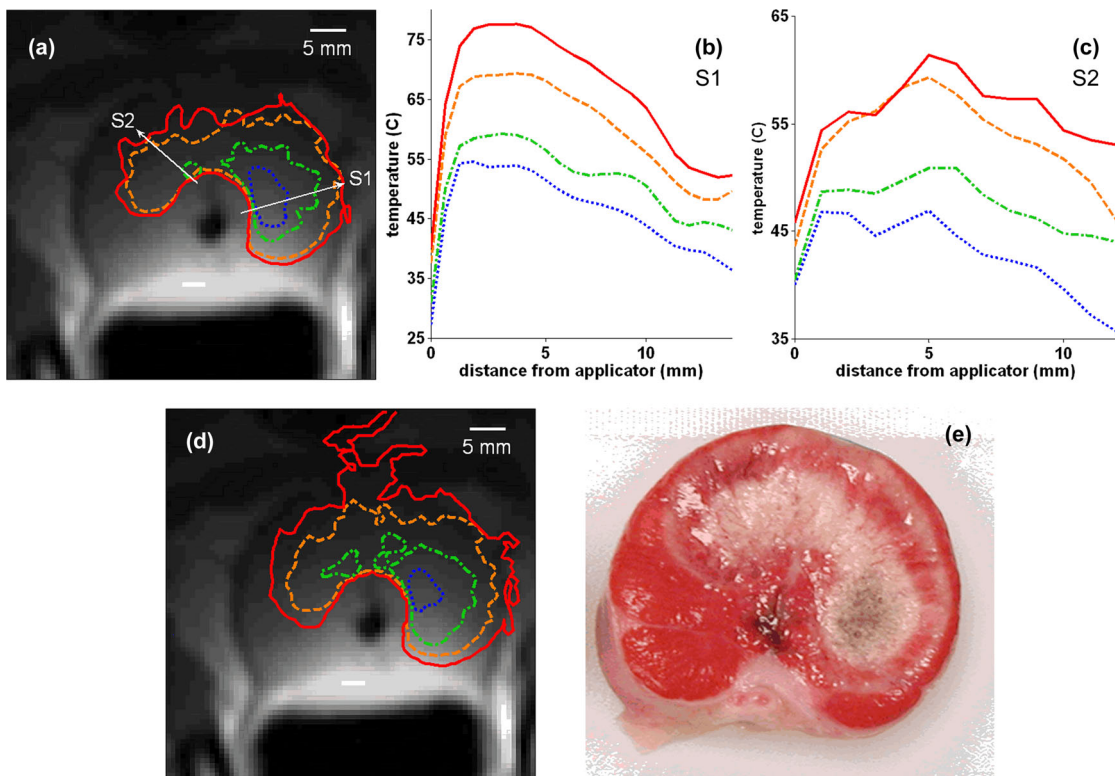 (a)
5 mm
S2
S1
(b)
S1
temperature (C)
75
65
55
45
35
25
0
5
10
distance from applicator (mm)
(c)
S2
temperature (C)
65
55
45
35
0
5
10
distance from applicator (mm)
(d)
5 mm
(e)